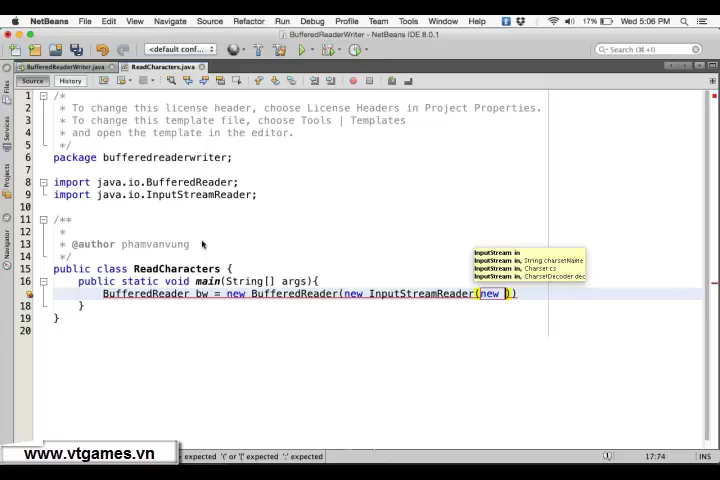 NetBeans File Edit View Navigate Source Refactor Run Debug Profile Team Tools Window Help 17% Wed 5:06 PM
BufferedReaderWriter - NetBeans IDE 8.0.1
<default conf... Search (⌘+I)
BufferedReaderWriter.java ReadCharacters.java
Source History
Files
Services
Projects
Navigator
1 /*
2 * To change this license header, choose License Headers in Project Properties.
3 * To change this template file, choose Tools | Templates
4 * and open the template in the editor.
5 */
6 package bufferedreaderwriter;
7
8 import java.io.BufferedReader;
9 import java.io.InputStreamReader;
10
11 /**
12 *
13 * @author phamvanvung
14 */
InputStream in
InputStream in, String charsetName
InputStream in, Charset cs
InputStream in, CharsetDecoder dec
15 public class ReadCharacters {
16 public static void main(String[] args){
BufferedReader bw = new BufferedReader(new InputStreamReader(new ))
18 }
19 }
20
www.vtgames.vn
expected '(' or '[' expected ';' expected
17:74 INS